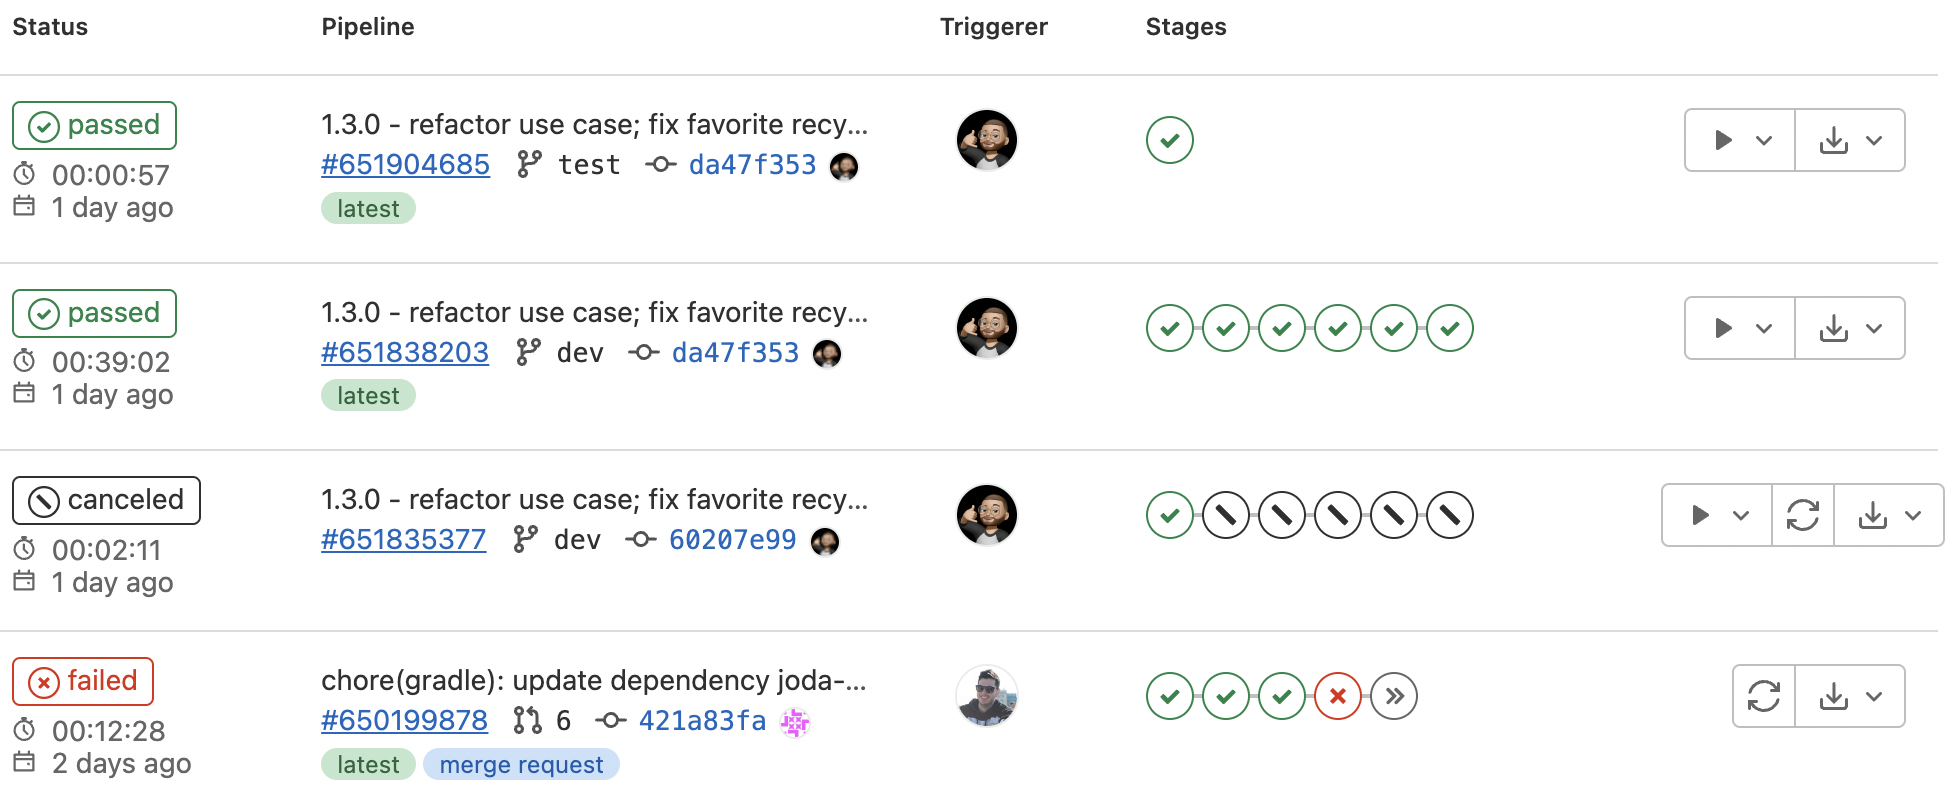 Status Pipeline Triggerer Stages
passed 1.3.0 - refactor use case; fix favorite recy...
#651904685 test da47f353
00:00:57
1 day ago
latest
passed 1.3.0 - refactor use case; fix favorite recy...
#651838203 dev da47f353
00:39:02
1 day ago
latest
canceled 1.3.0 - refactor use case; fix favorite recy...
#651835377 dev 60207e99
00:02:11
1 day ago
failed chore(gradle): update dependency joda-...
#650199878 6 421a83fa
00:12:28
2 days ago
latest merge request